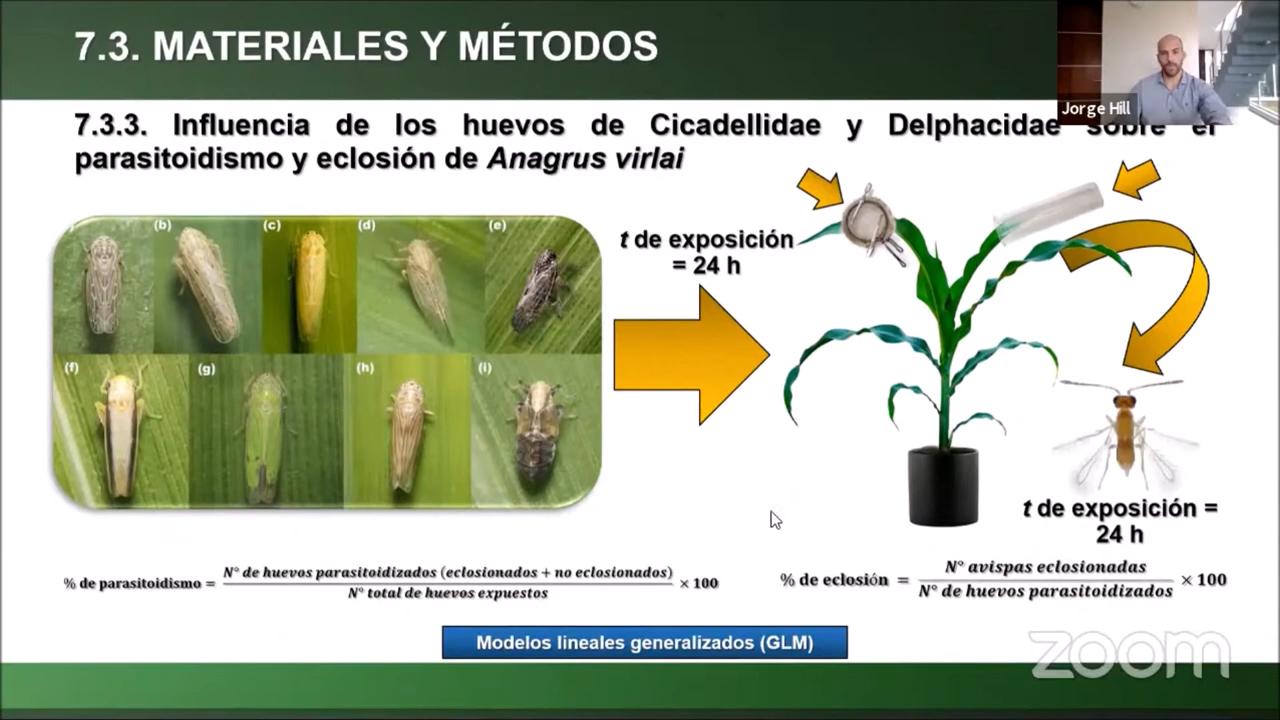 7.3. MATERIALES Y MÉTODOS
Jorge Hill
7.3.3. Influencia de los huevos de Cicadellidae y Delphacidae sobre el
parasitoidismo y eclosión de Anagrus virlai
(b) (c) (d) (e)
(f) (g) (h) (i)
t de exposición
= 24 h
t de exposición =
24 h
% de parasitoidismo = N° de huevos parasitoidizados (eclosionados + no eclosionados) × 100
N° total de huevos expuestos
% de eclosión = N° avispas eclosionadas × 100
N° de huevos parasitoidizados
Modelos lineales generalizados (GLM)
zoom